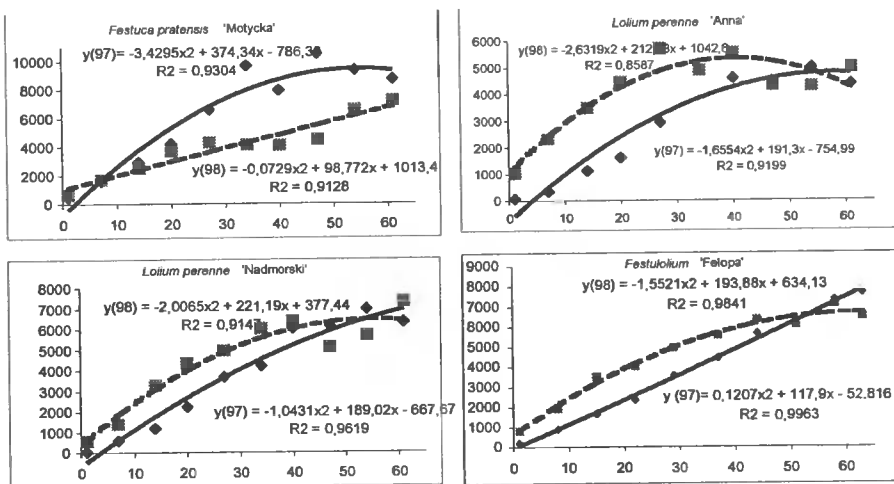 Festuca pratensis 'Motycka'
y(97)= -3,4295x2 + 374,34x - 786,3
R2 = 0,9304
10000
8000
6000
4000
2000
0
y(98) = -0,0729x2 + 98,772x + 1013,4
R2 = 0,9128
0 10 20 30 40 50 60
Lolium perenne 'Anna'
y(98)= -2,6319x2 + 212, + 1042,6
0,8587
6000
5000
4000
3000
2000
1000
0
y(97)= -1,6554x2 + 191,3x - 754,99
R2 = 0,9199
0 10 20 30 40 50 60
Lolium perenne 'Nadmorski'
y(98) = -2,0065x2 + 221,19x + 377,44
R2 = 0,914
8000
7000
6000
5000
4000
3000
2000
1000
0
y(97)= -1,0431x2 + 189,02x - 667,67
R2 = 0,9619
0 10 20 30 40 50 60
Festulolium 'Felopa'
y(98) = -1,5521x2 + 193,88x + 634,13
R2 = 0,9841
9000
8000
7000
6000
5000
4000
3000
2000
1000
0
y (97)= 0,1207x2 + 117,9x - 52,816
R2 = 0,9963
0 10 20 30 40 50 60